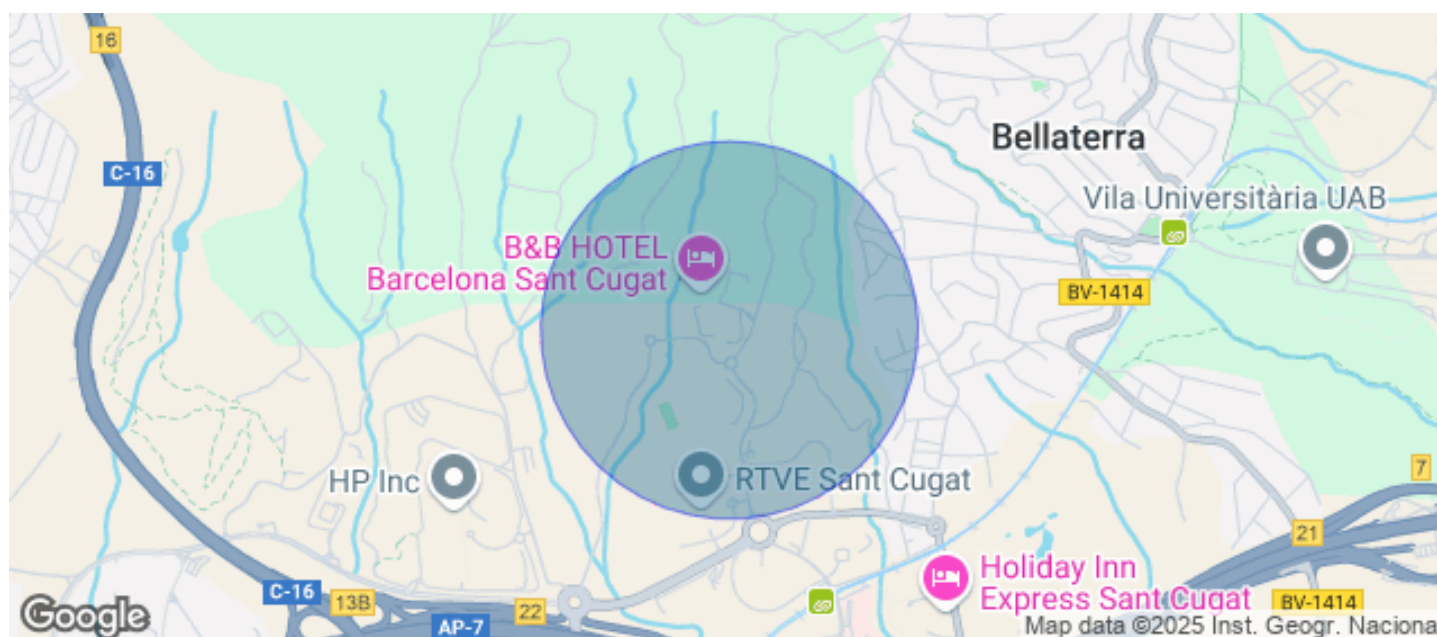 16
Bellaterra
C-16
Vila Universitària UAB
B&B HOTEL
Barcelona Sant Cugat
BV-1414
HP Inc
RTVE Sant Cugat
7
21
Holiday Inn
Express Sant Cugat
C-16
13B
22
AP-7
BV-1414
Google
Map data ©2025 Inst. Geogr. Naciona